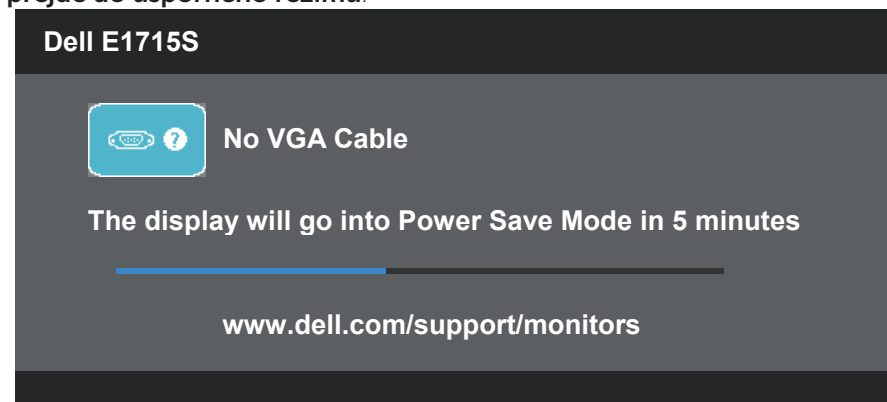 do
Dell E1715S
No VGA Cable
The display will go into Power Save Mode in 5 minutes
www.dell.com/support/monitors